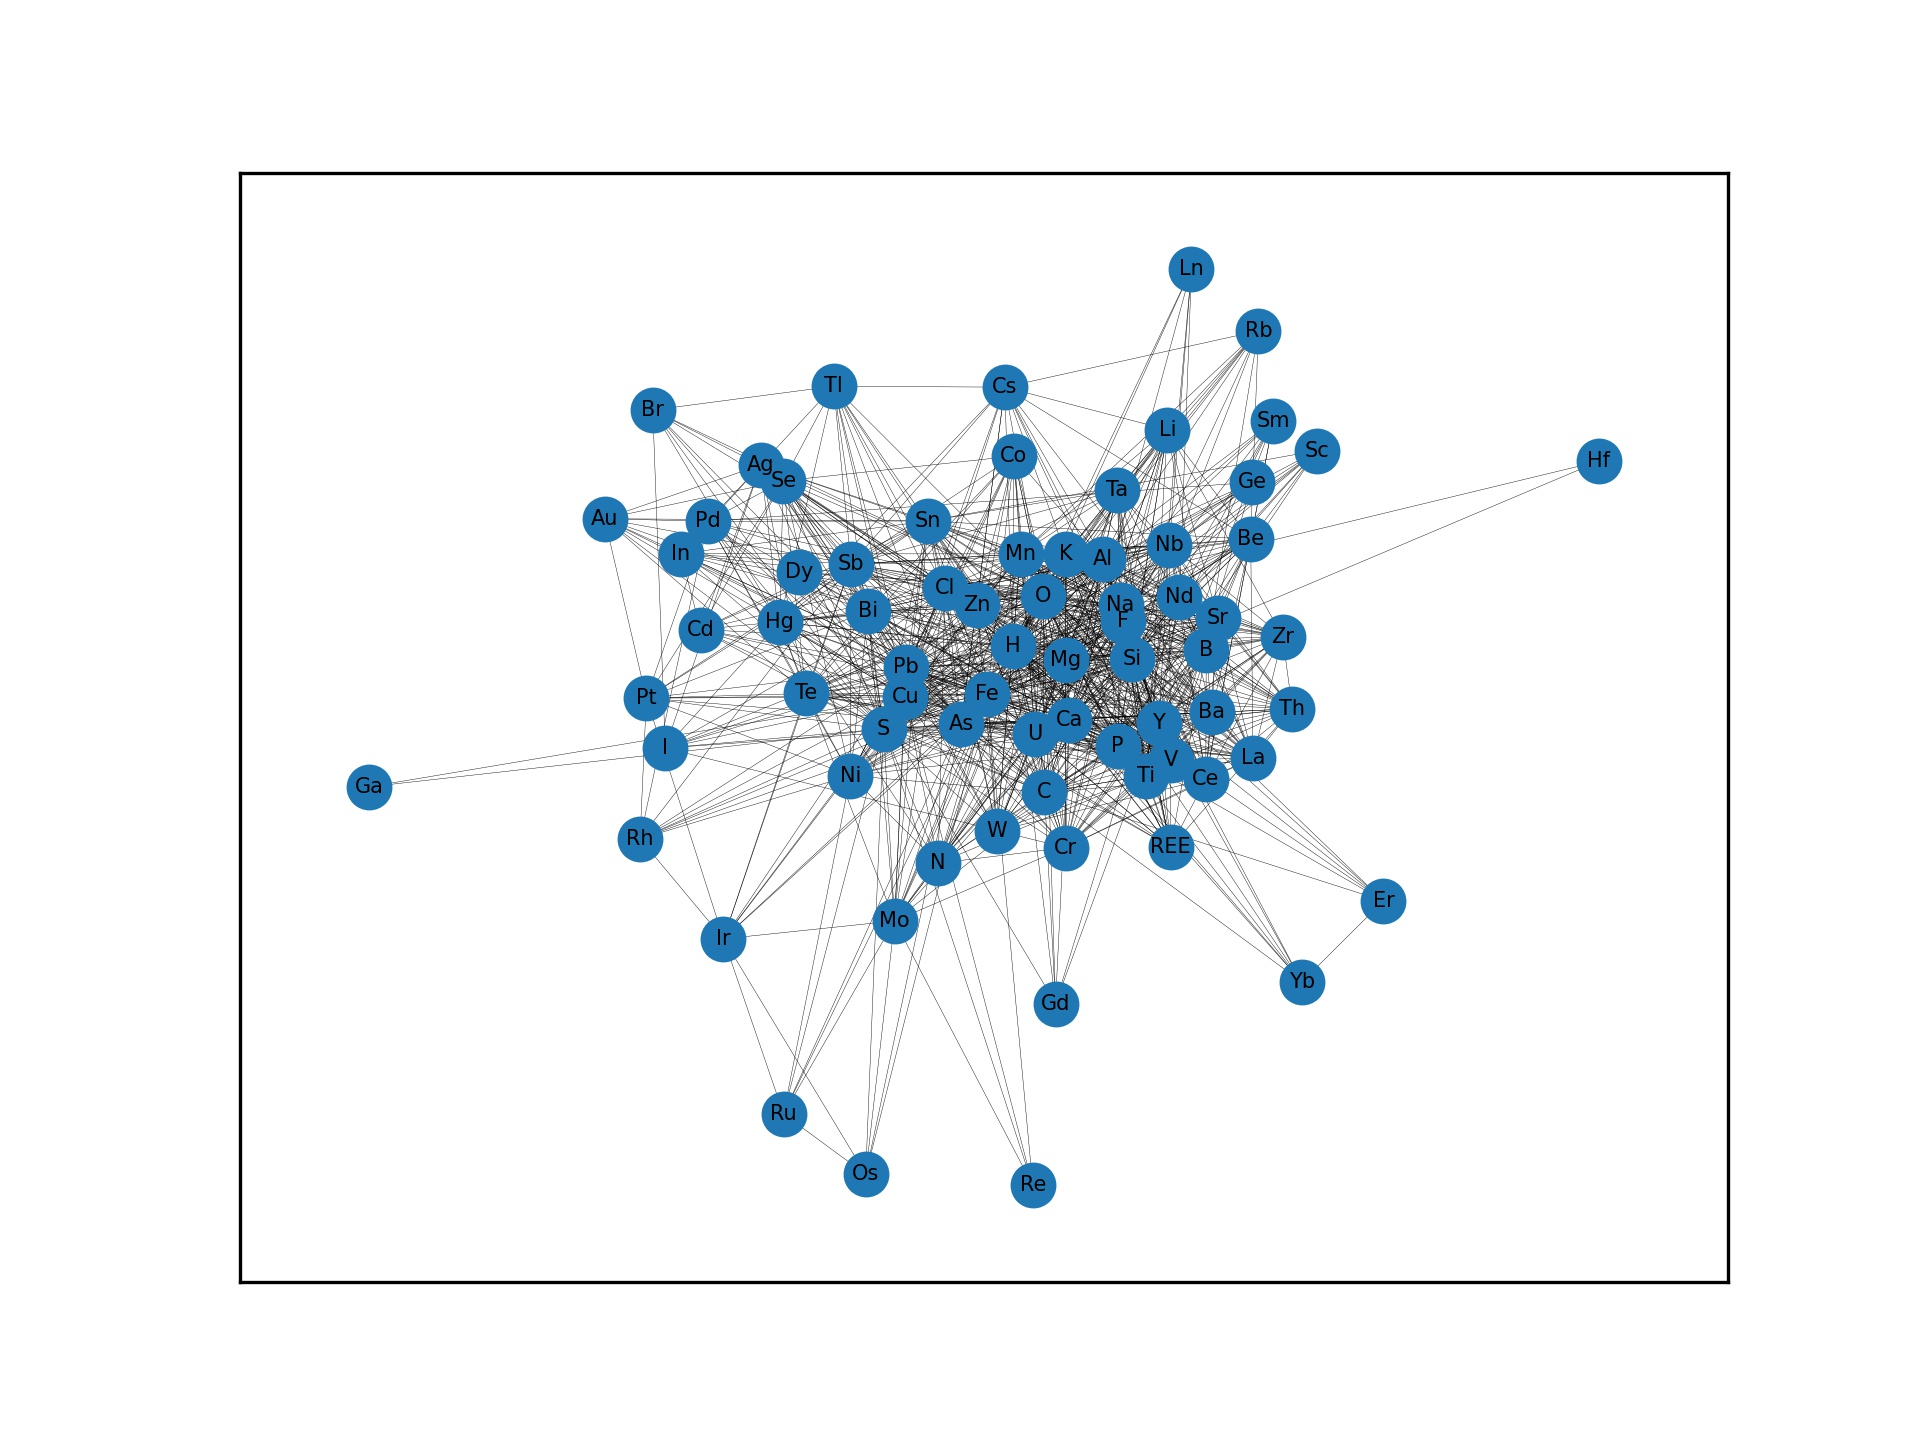 Ln
Rb
Tl
Cs
Br
Sm
Li
Sc
Co
Hf
Ag
Se
Ge
Ta
Au
Pd
Sn
Be
Nb
In
Mn
K
Al
Sb
Dy
Cl
O
Zn
Na
Nd
Bi
F
Sr
Hg
Cd
Zr
H
B
Mg
Si
Pb
Te
Fe
Cu
Pt
Th
Ba
Ca
Y
As
S
U
P
I
V
La
Ni
Ti
Ce
Ga
C
W
Rh
Cr
REE
N
Er
Mo
Ir
Yb
Gd
Ru
Os
Re